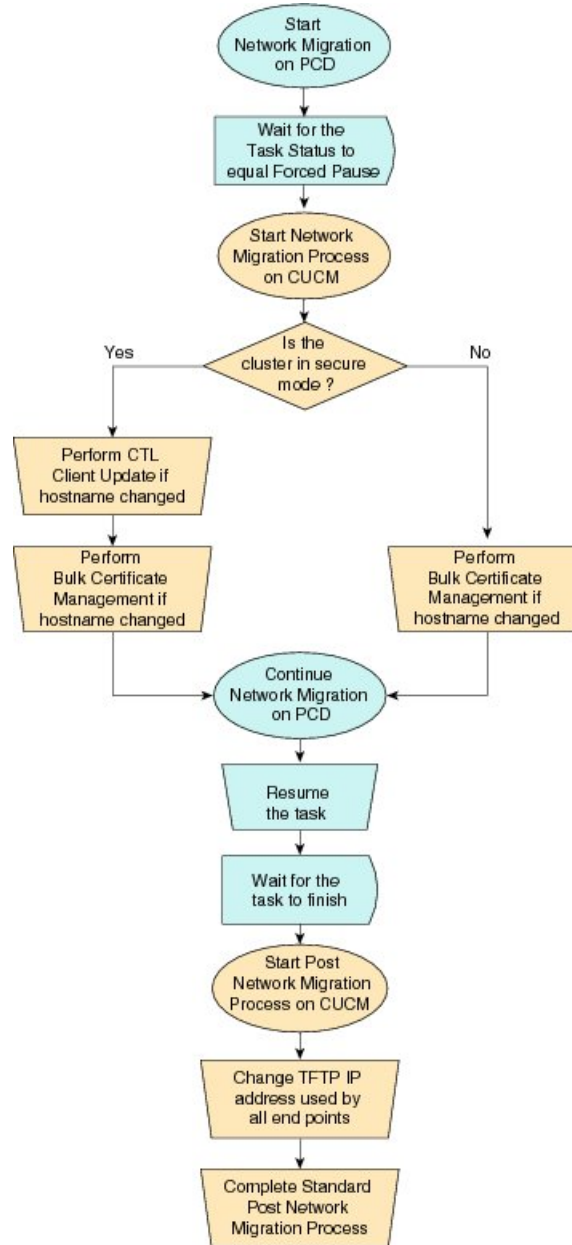 Start
Network Migration
on PCD
Wait for the
Task Status to
equal Forced Pause
Start Network
Migration Process
on CUCM
Is the
cluster in secure
mode ?
Yes
No
Perform CTL
Client Update if
hostname changed
Perform
Bulk Certificate
Management if
hostname changed
Perform
Bulk Certificate
Management if
hostname changed
Continue
Network Migration
on PCD
Resume
the task
Wait for the
task to finish
Start Post
Network Migration
Process on CUCM
Change TFTP IP
address used by
all end points
Complete Standard
Post Network
Migration Process